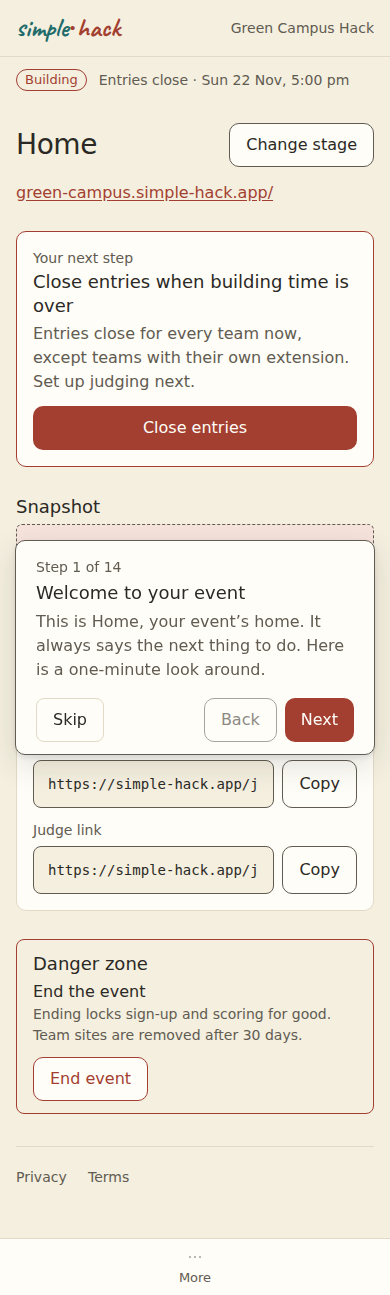 simple·hack
Green Campus Hack
Building
Entries close · Sun 22 Nov, 5:00 pm
Home
Change stage
green-campus.simple-hack.app/
Your next step
Close entries when building time is
over
Entries close for every team now,
except teams with their own extension.
Set up judging next.
Close entries
Snapshot
Step 1 of 14
Welcome to your event
This is Home, your event’s home. It
always says the next thing to do. Here
is a one-minute look around.
Skip
Back
Next
https://simple-hack.app/j
Copy
Judge link
https://simple-hack.app/j
Copy
Danger zone
End the event
Ending locks sign-up and scoring for good.
Team sites are removed after 30 days.
End event
Privacy
Terms
...
More